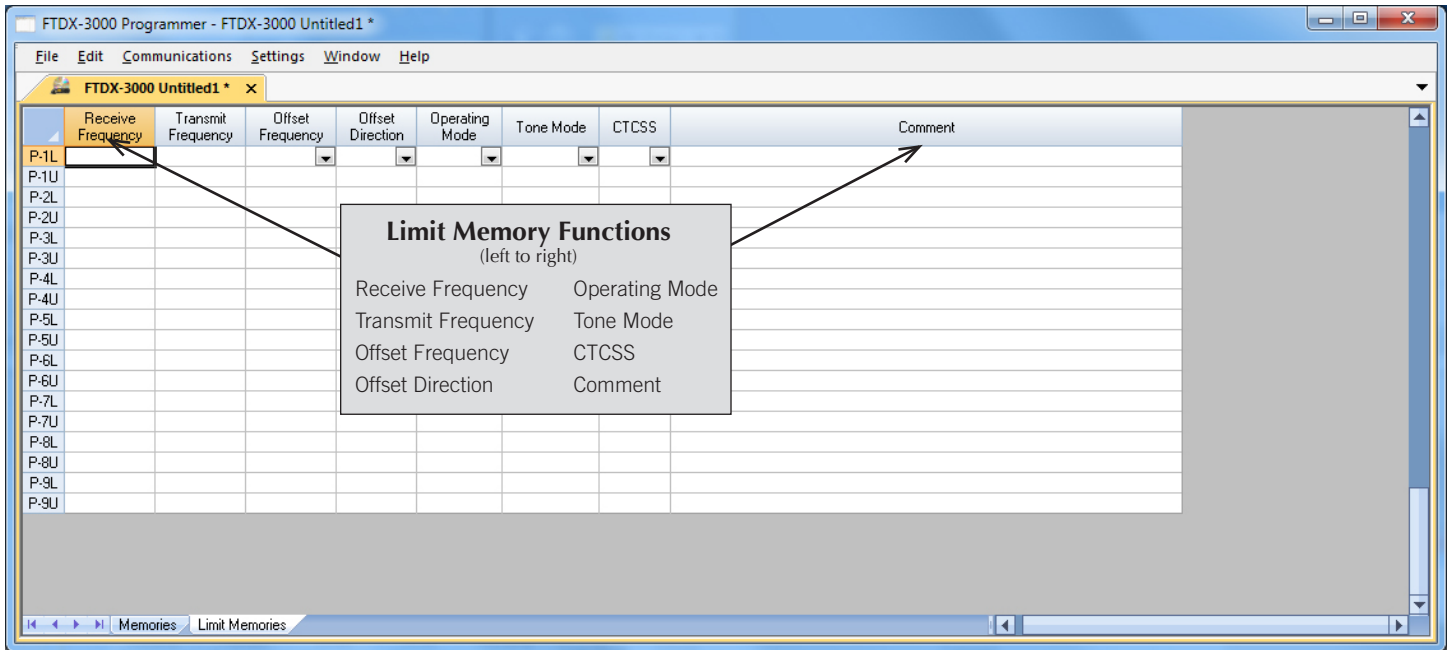 FTDX-3000 Programmer - FTDX-3000 Untitled1 *
File Edit Communications Settings Window Help
FTDX-3000 Untitled1 * x
Receive Frequency Transmit Frequency Offset Frequency Offset Direction Operating Mode Tone Mode CTCSS Comment
P-1L
P-1U
P-2L
P-2U
P-3L
P-3U
P-4L
P-4U
P-5L
P-5U
P-6L
P-6U
P-7L
P-7U
P-8L
P-8U
P-9L
P-9U
Limit Memory Functions
(left to right)
Receive Frequency Operating Mode
Transmit Frequency Tone Mode
Offset Frequency CTCSS
Offset Direction Comment
Memories Limit Memories